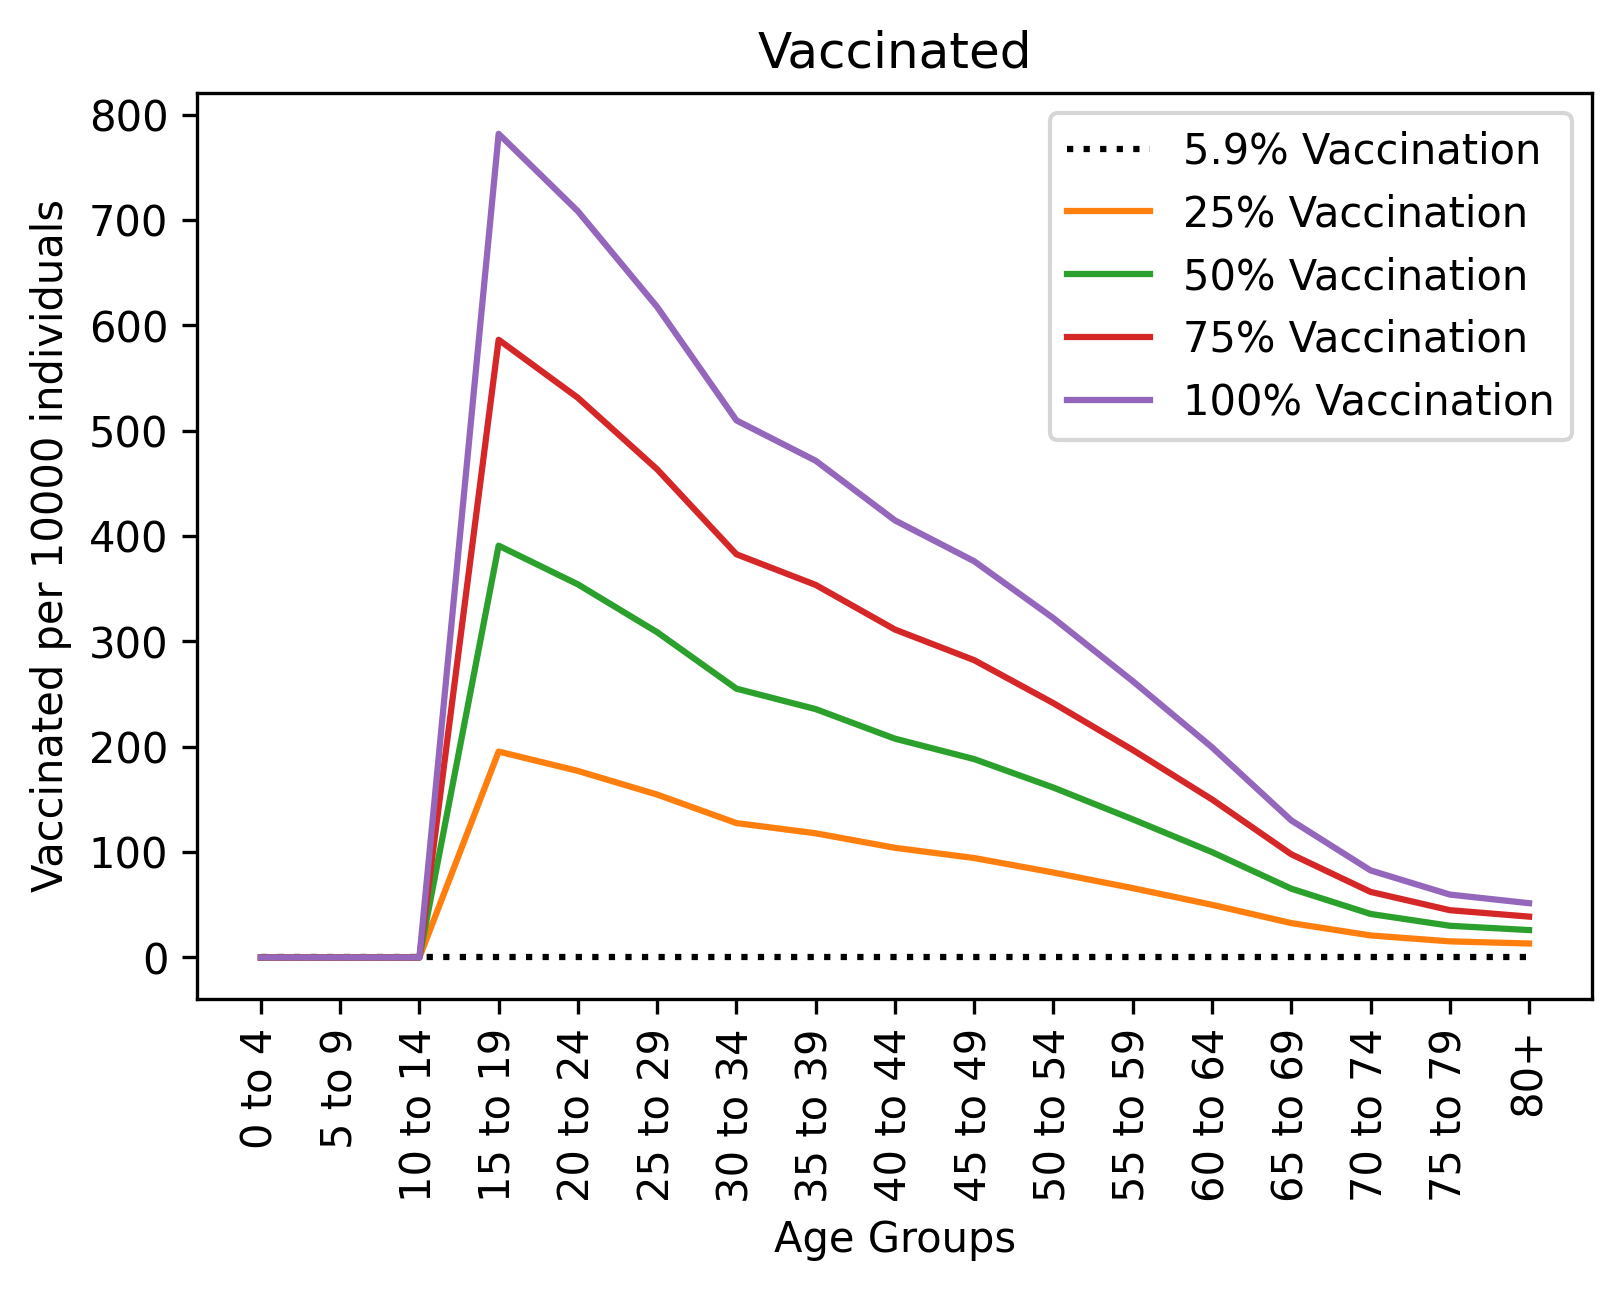 Vaccinated
800
700
600
500
400
300
200
100
0
Vaccinated per 10000 individuals
5.9% Vaccination
25% Vaccination
50% Vaccination
75% Vaccination
100% Vaccination
0 to 4
5 to 9
10 to 14
15 to 19
20 to 24
25 to 29
30 to 34
35 to 39
40 to 44
45 to 49
50 to 54
55 to 59
60 to 64
65 to 69
70 to 74
75 to 79
80+
Age Groups